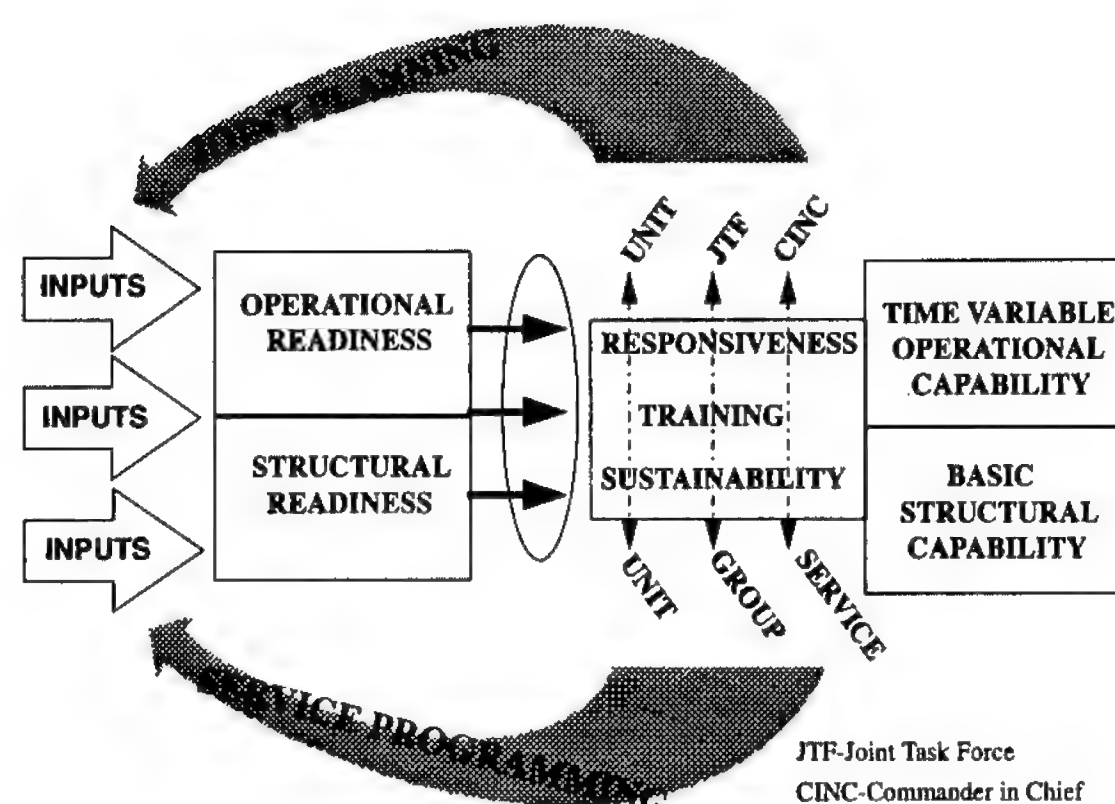 JOINT PLANNING
UNIT
JTF
CINC
INPUTS
INPUTS
INPUTS
OPERATIONAL
READINESS
STRUCTURAL
READINESS
RESPONSIVENESS
TRAINING
SUSTAINABILITY
TIME VARIABLE
OPERATIONAL
CAPABILITY
BASIC
STRUCTURAL
CAPABILITY
UNIT
GROUP
SERVICE
SERVICE PROGRAMMING
JTF-Joint Task Force
CINC-Commander in Chief